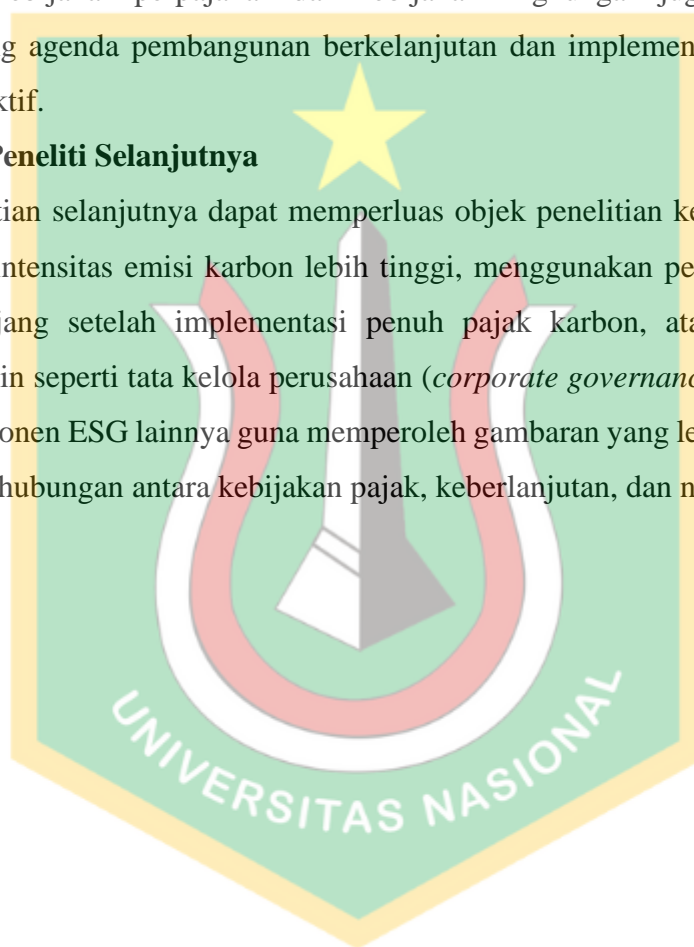 g agenda pembangunan berkelanjutan dan implemen
ktif.
Peneliti Selanjutnya
tian selanjutnya dapat memperluas objek penelitian ke
intensitas emisi karbon lebih tinggi, menggunakan pe
jang setelah implementasi penuh pajak karbon, ata
in seperti tata kelola perusahaan (corporate governanc
onen ESG lainnya guna memperoleh gambaran yang le
hubungan antara kebijakan pajak, keberlanjutan, dan n
UNIVERSITAS NASIONAL